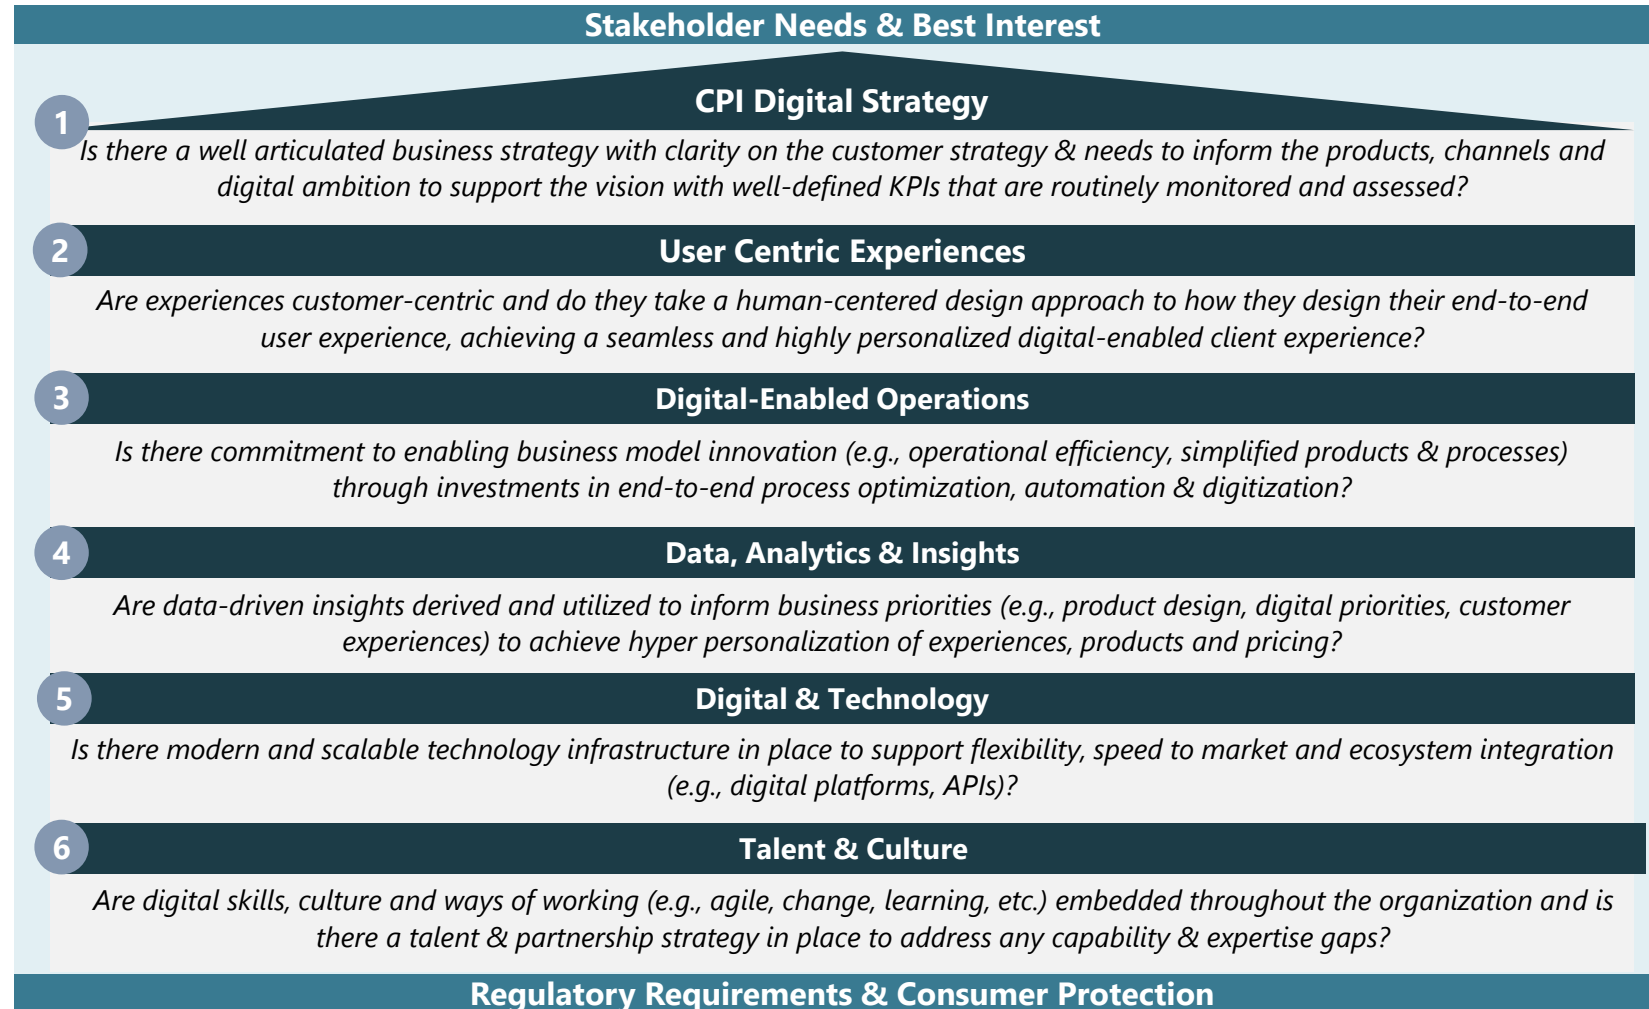 Stakeholder Needs & Best Interest
CPI Digital Strategy
1
Is there a well articulated business strategy with clarity on the customer strategy & needs to inform the products, channels and
digital ambition to support the vision with well-defined KPIs that are routinely monitored and assessed?
2
User Centric Experiences
Are experiences customer-centric and do they take a human-centered design approach to how they design their end-to-end
user experience, achieving a seamless and highly personalized digital-enabled client experience?
3
Digital-Enabled Operations
Is there commitment to enabling business model innovation (e.g., operational efficiency, simplified products & processes)
through investments in end-to-end process optimization, automation & digitization?
4
Data, Analytics & Insights
Are data-driven insights derived and utilized to inform business priorities (e.g., product design, digital priorities, customer
experiences) to achieve hyper personalization of experiences, products and pricing?
5
Digital & Technology
Is there modern and scalable technology infrastructure in place to support flexibility, speed to market and ecosystem integration
(e.g., digital platforms, APIs)?
6
Talent & Culture
Are digital skills, culture and ways of working (e.g., agile, change, learning, etc.) embedded throughout the organization and is
there a talent & partnership strategy in place to address any capability & expertise gaps?
Regulatory Requirements & Consumer Protection